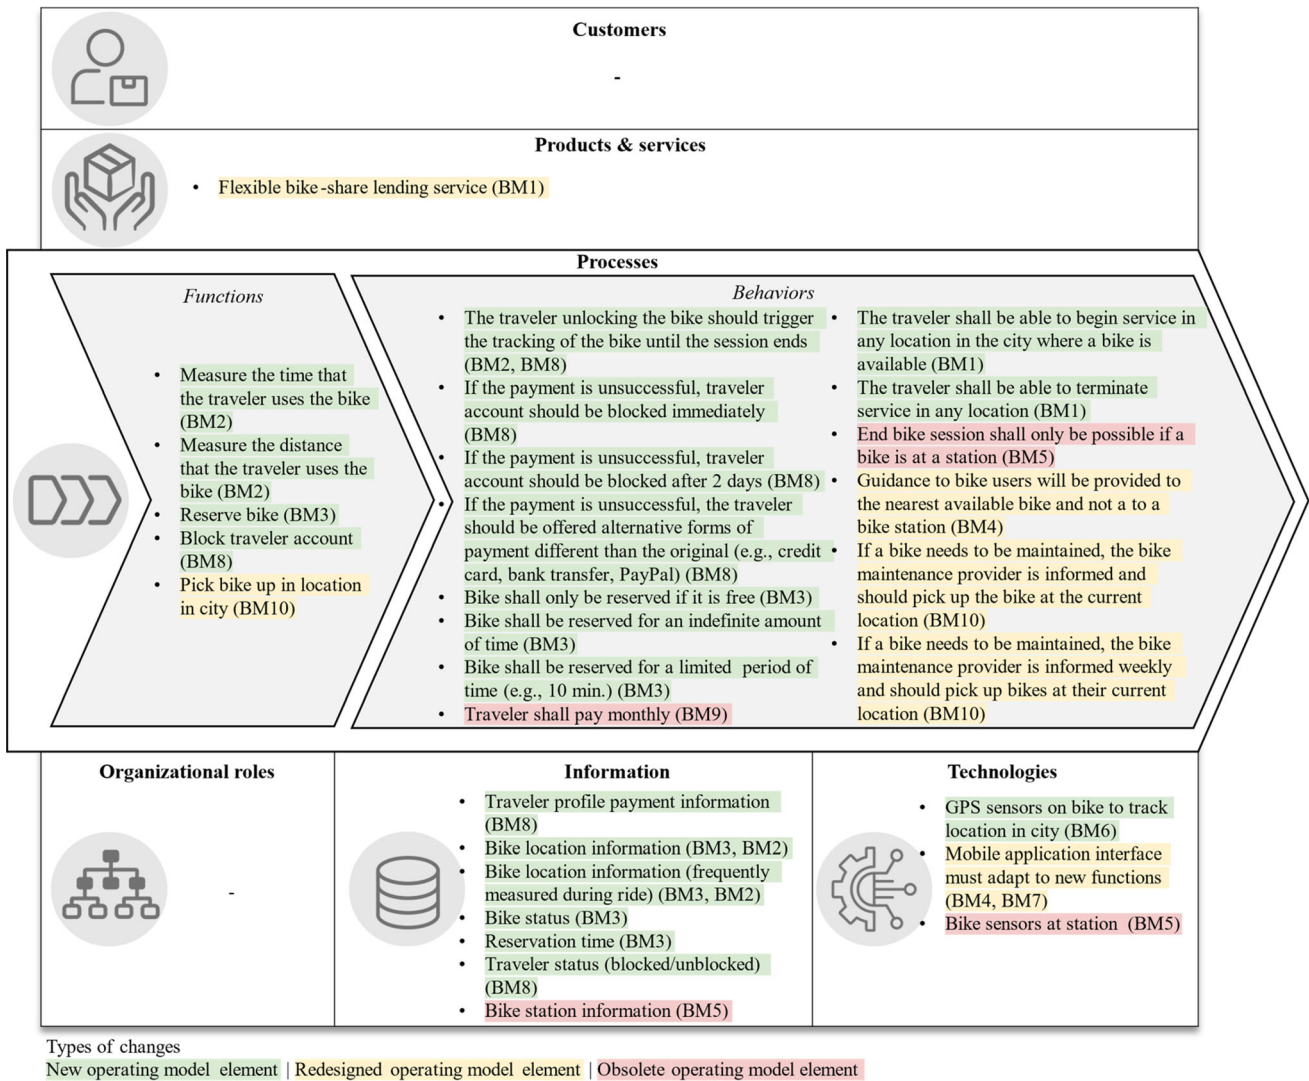 Customers
-
Products & services
• Flexible bike-share lending service (BM1)
Processes
Functions
• Measure the time that
the traveler uses the bike
(BM2)
• Measure the distance
that the traveler uses the
bike (BM2)
• Reserve bike (BM3)
• Block traveler account
(BM8)
• Pick bike up in location
in city (BM10)
Behaviors
• The traveler unlocking the bike should trigger
the tracking of the bike until the session ends
(BM2, BM8)
• If the payment is unsuccessful, traveler
account should be blocked immediately
(BM8)
• If the payment is unsuccessful, traveler
account should be blocked after 2 days (BM8)
• If the payment is unsuccessful, the traveler
should be offered alternative forms of
payment different than the original (e.g., credit
card, bank transfer, PayPal) (BM8)
• Bike shall only be reserved if it is free (BM3)
• Bike shall be reserved for an indefinite amount
of time (BM3)
• Bike shall be reserved for a limited period of
time (e.g., 10 min.) (BM3)
• Traveler shall pay monthly (BM9)
• The traveler shall be able to begin service in
any location in the city where a bike is
available (BM1)
• The traveler shall be able to terminate
service in any location (BM1)
• End bike session shall only be possible if a
bike is at a station (BM5)
• Guidance to bike users will be provided to
the nearest available bike and not a to a
bike station (BM4)
• If a bike needs to be maintained, the bike
maintenance provider is informed and
should pick up the bike at the current
location (BM10)
• If a bike needs to be maintained, the bike
maintenance provider is informed weekly
and should pick up bikes at their current
location (BM10)
Organizational roles
-
Information
• Traveler profile payment information
(BM8)
• Bike location information (BM3, BM2)
• Bike location information (frequently
measured during ride) (BM3, BM2)
• Bike status (BM3)
• Reservation time (BM3)
• Traveler status (blocked/unblocked)
(BM8)
• Bike station information (BM5)
Technologies
• GPS sensors on bike to track
location in city (BM6)
• Mobile application interface
must adapt to new functions
(BM4, BM7)
• Bike sensors at station (BM5)
Types of changes
New operating model element | Redesigned operating model element | Obsolete operating model element